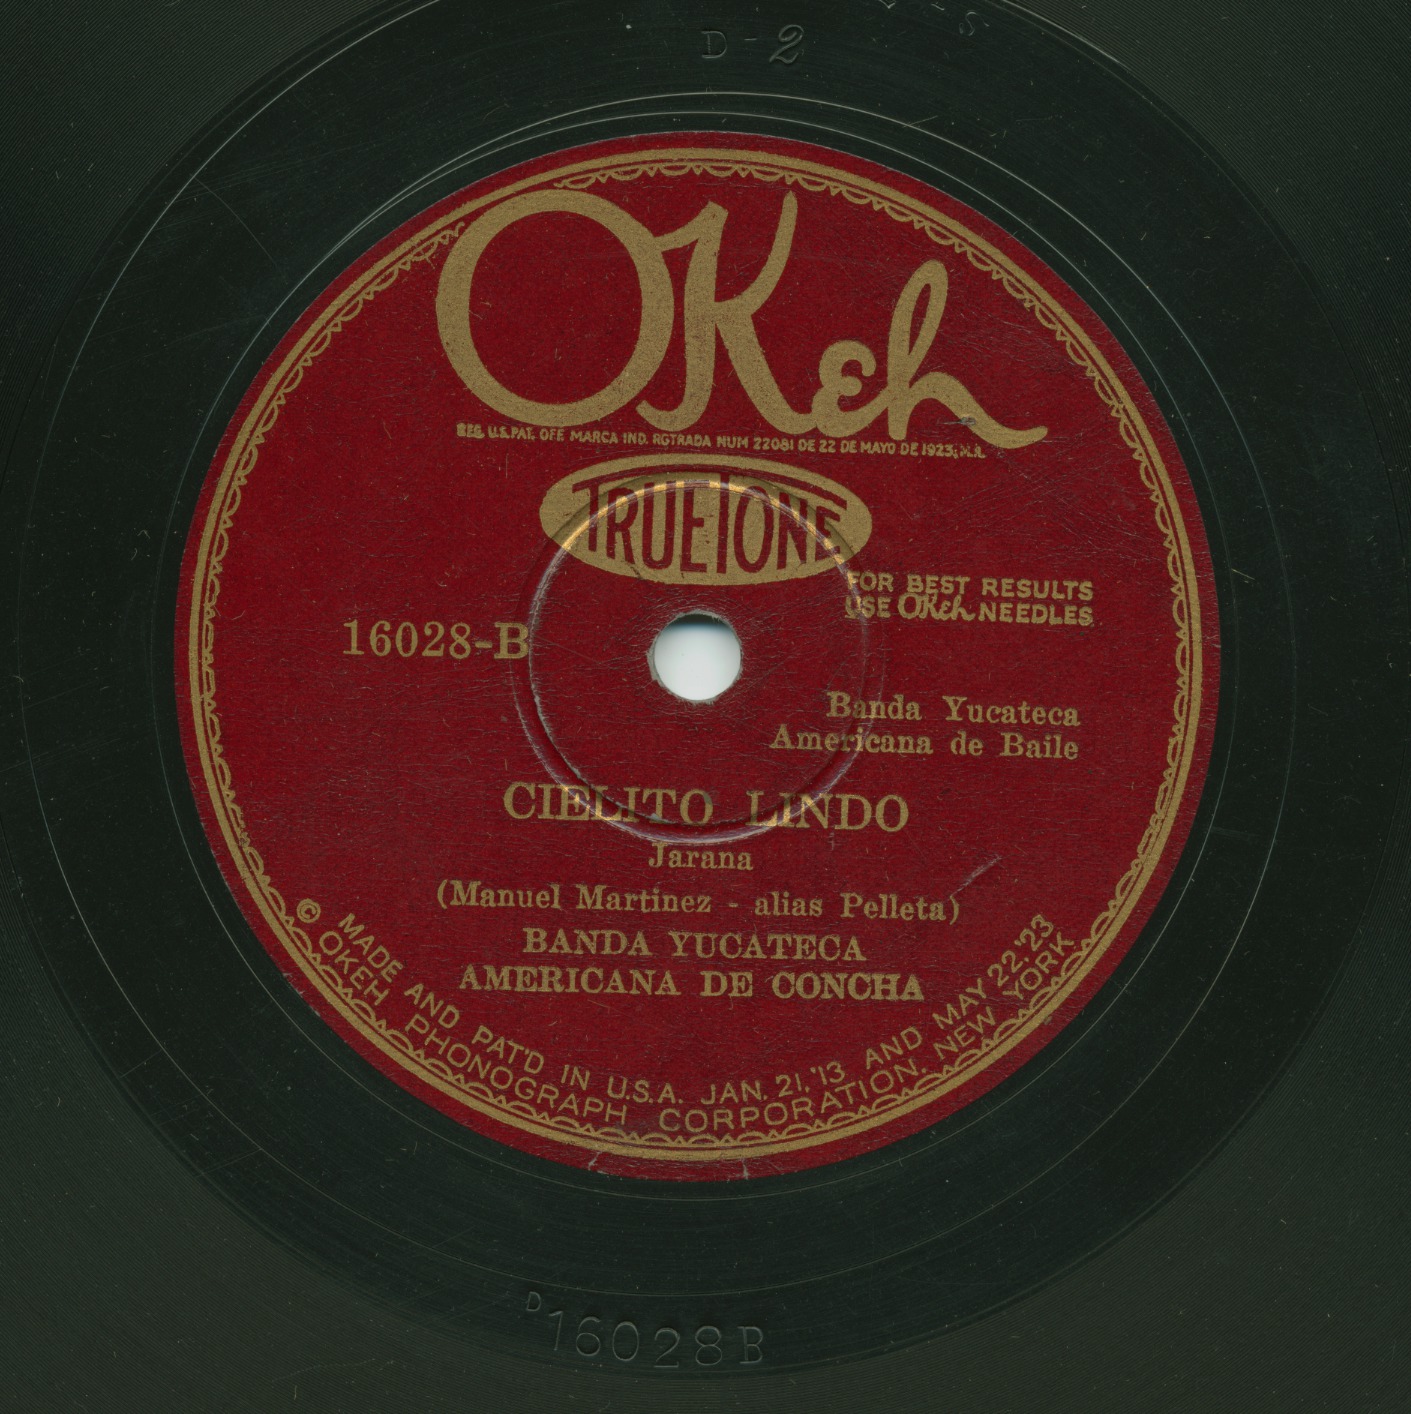 D-2
OKeh
REG. U.S. PAT. OFF. MARCA IND. RGTRADA NUM 22081 DE 22 DE MAYO DE 1923,
TRUETONE
FOR BEST RESULTS
USE OKeh NEEDLES
16028-B
Banda Yucateca
Americana de Baile
CIELITO LINDO
Jarana
(Manuel Martinez - alias Pelleta)
BANDA YUCATECA
AMERICANA DE CONCHA
© MADE AND PAT'D IN U.S.A. JAN. 21, '13 AND MAY 22, '23
OKEH PHONOGRAPH CORPORATION. NEW YORK
D16028B